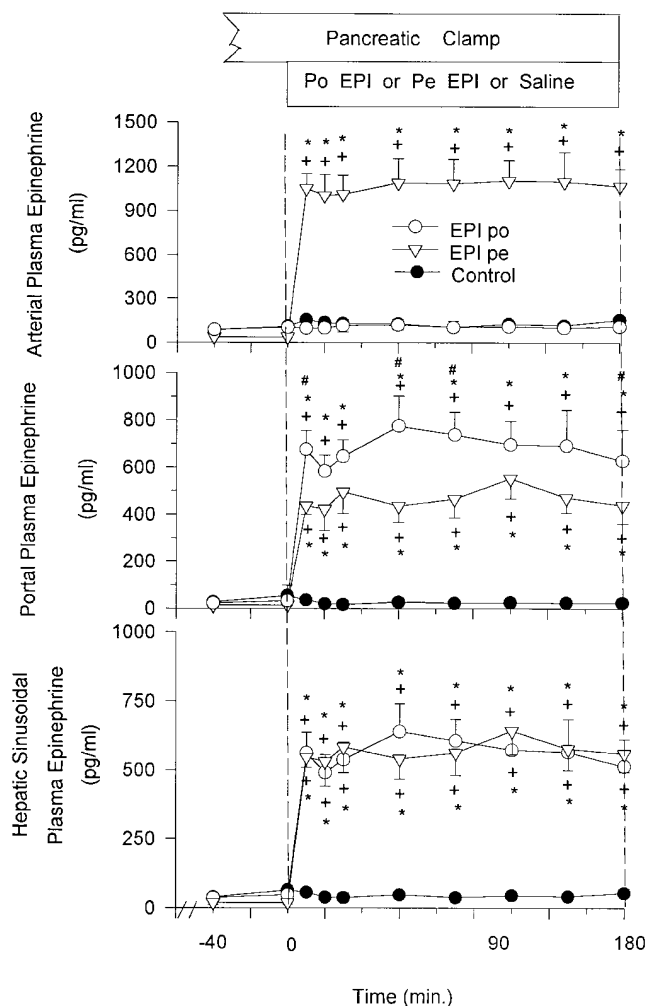 Pancreatic Clamp
Po EPI or Pe EPI or Saline
Arterial Plasma Epinephrine
(pg/ml)
1500
1200
900
600
300
0
* * * * * * * *
+ + + + + + + +
EPI po
EPI pe
Control
Portal Plasma Epinephrine
(pg/ml)
1000
800
600
400
200
0
# # # #
* * * * * * * *
+ + + + + + + +
+ + + + + + + +
* * * * * * * *
Hepatic Sinusoidal
Plasma Epinephrine
(pg/ml)
1000
750
500
250
0
* * * * * * * *
+ + + + + + + +
+ + + + + + + +
* * * * * * * *
-40 0 90 180
Time (min.)